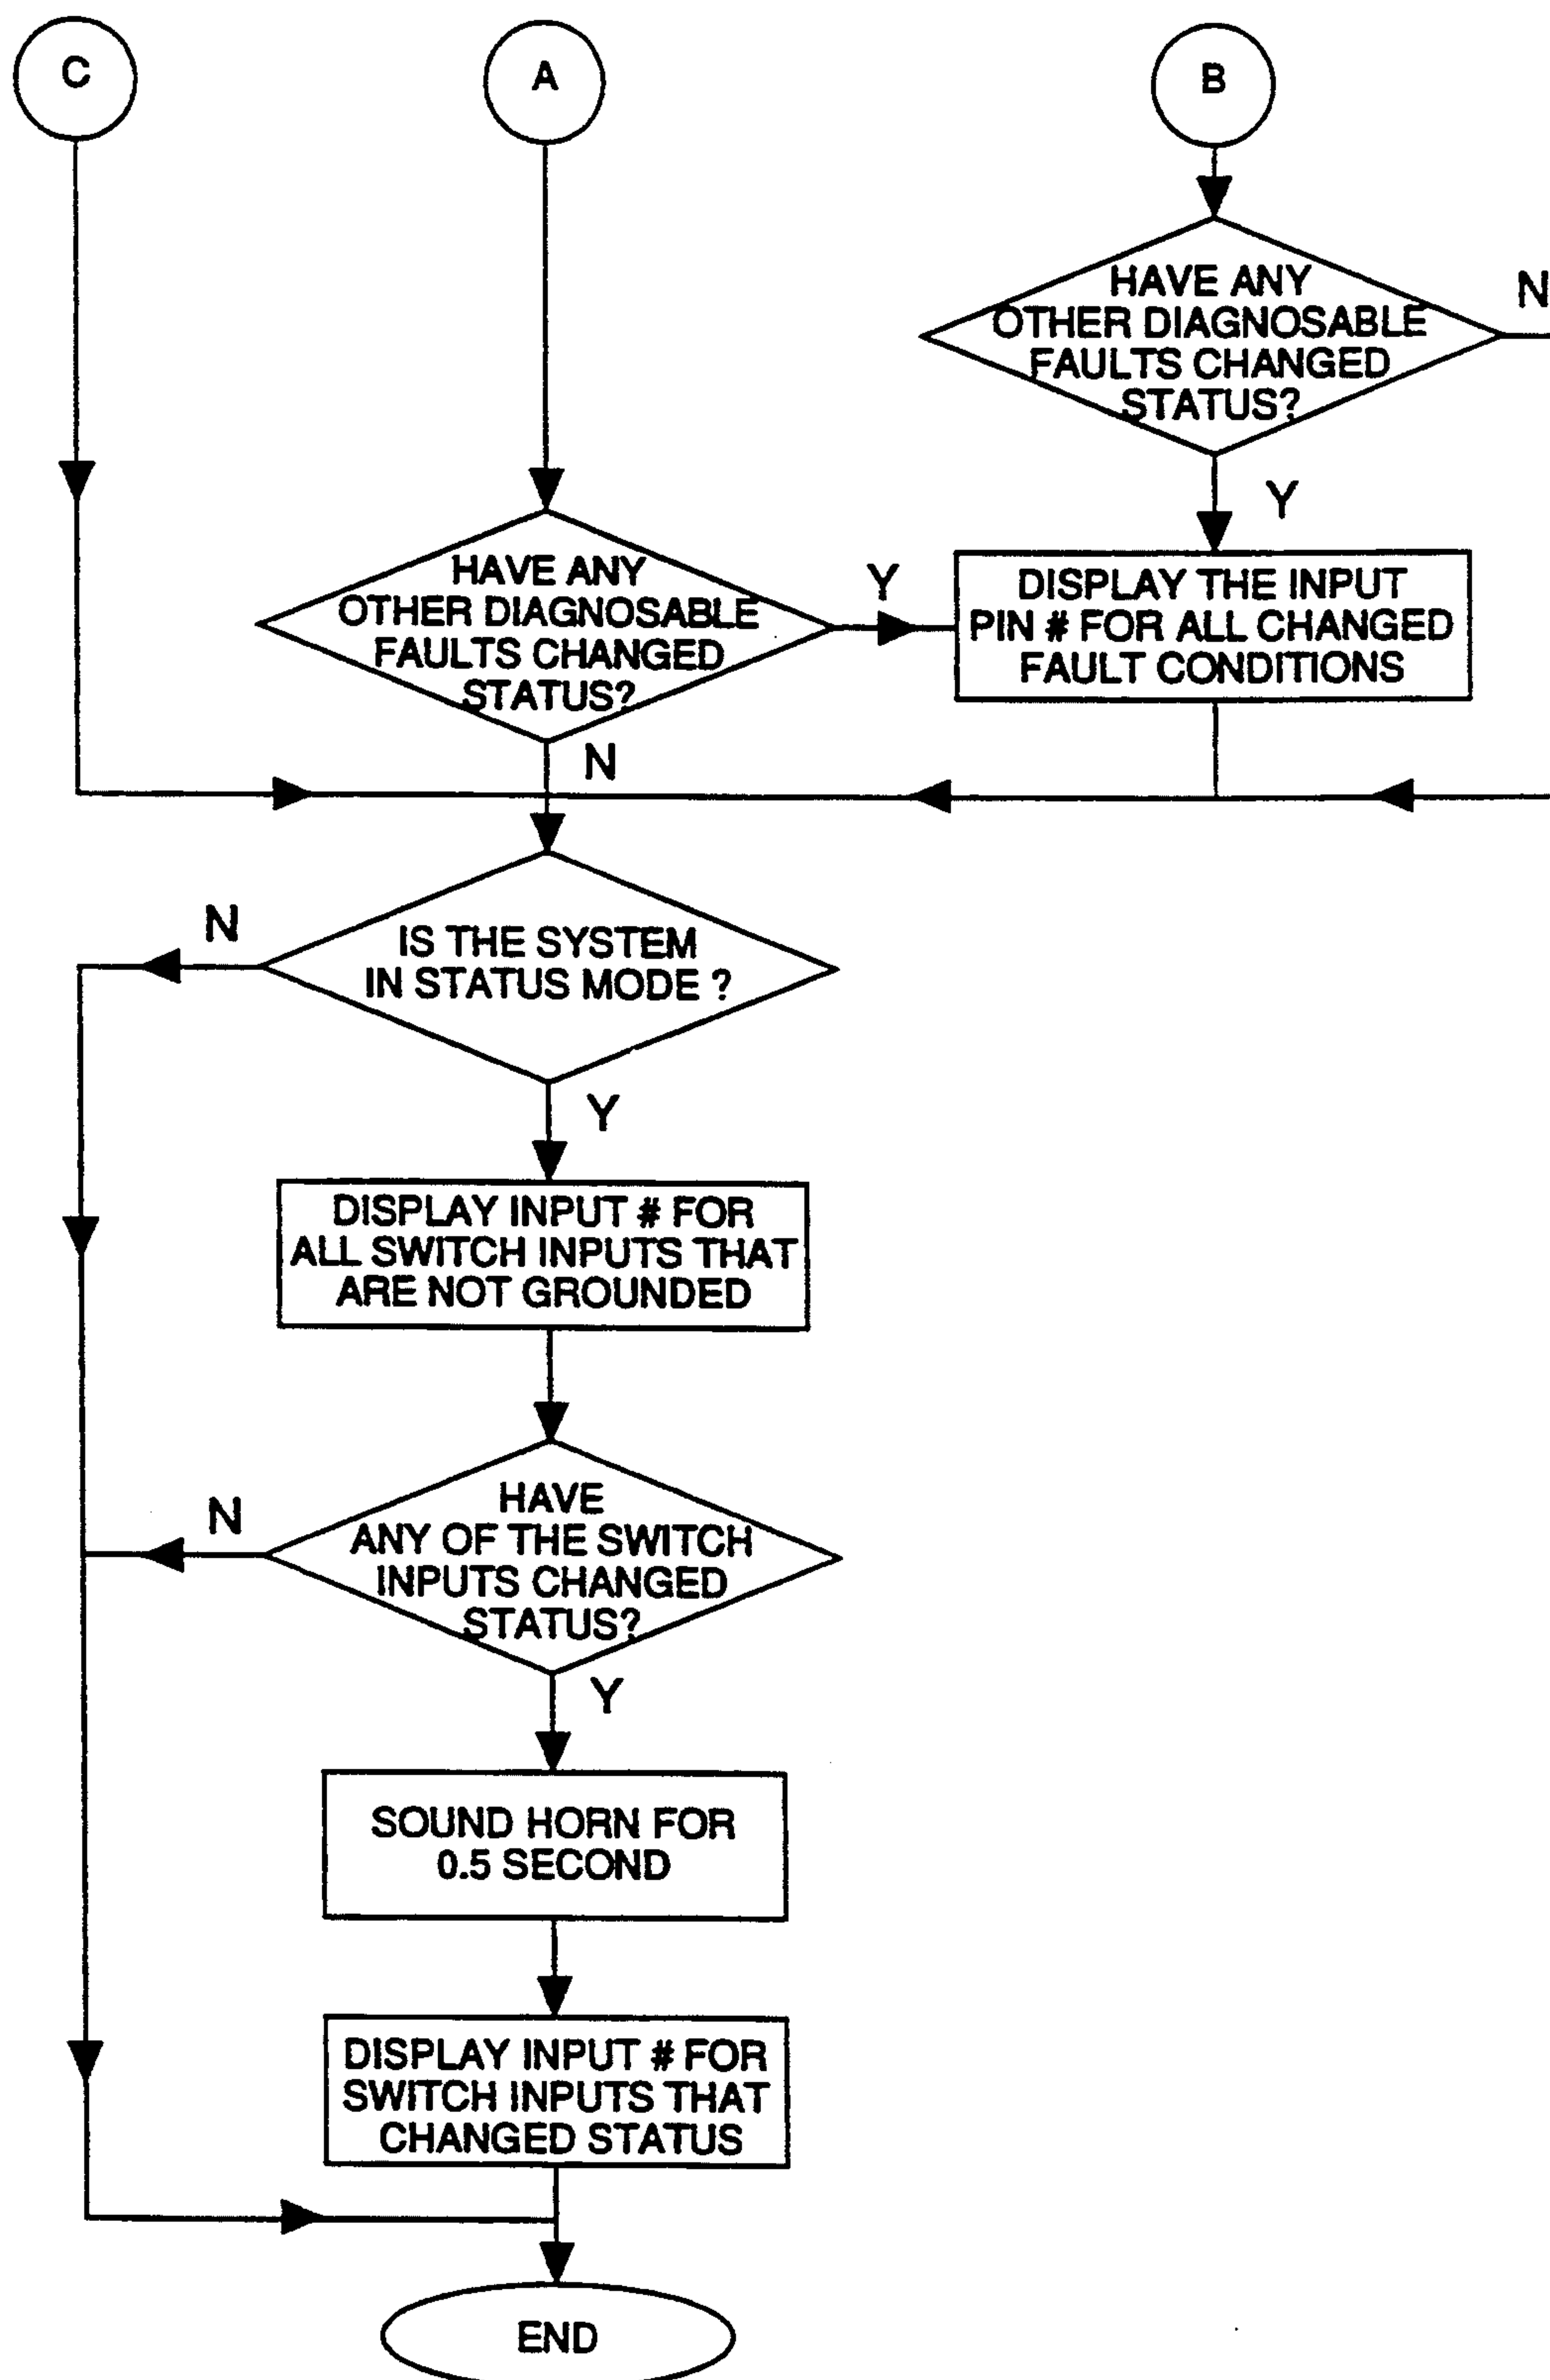 C
A
B
HAVE ANY
OTHER DIAGNOSABLE
FAULTS CHANGED
STATUS?
N
Y
HAVE ANY
OTHER DIAGNOSABLE
FAULTS CHANGED
STATUS?
Y
DISPLAY THE INPUT
PIN # FOR ALL CHANGED
FAULT CONDITIONS
N
IS THE SYSTEM
IN STATUS MODE ?
N
Y
DISPLAY INPUT # FOR
ALL SWITCH INPUTS THAT
ARE NOT GROUNDED
HAVE
ANY OF THE SWITCH
INPUTS CHANGED
STATUS?
N
Y
SOUND HORN FOR
0.5 SECOND
DISPLAY INPUT # FOR
SWITCH INPUTS THAT
CHANGED STATUS
END